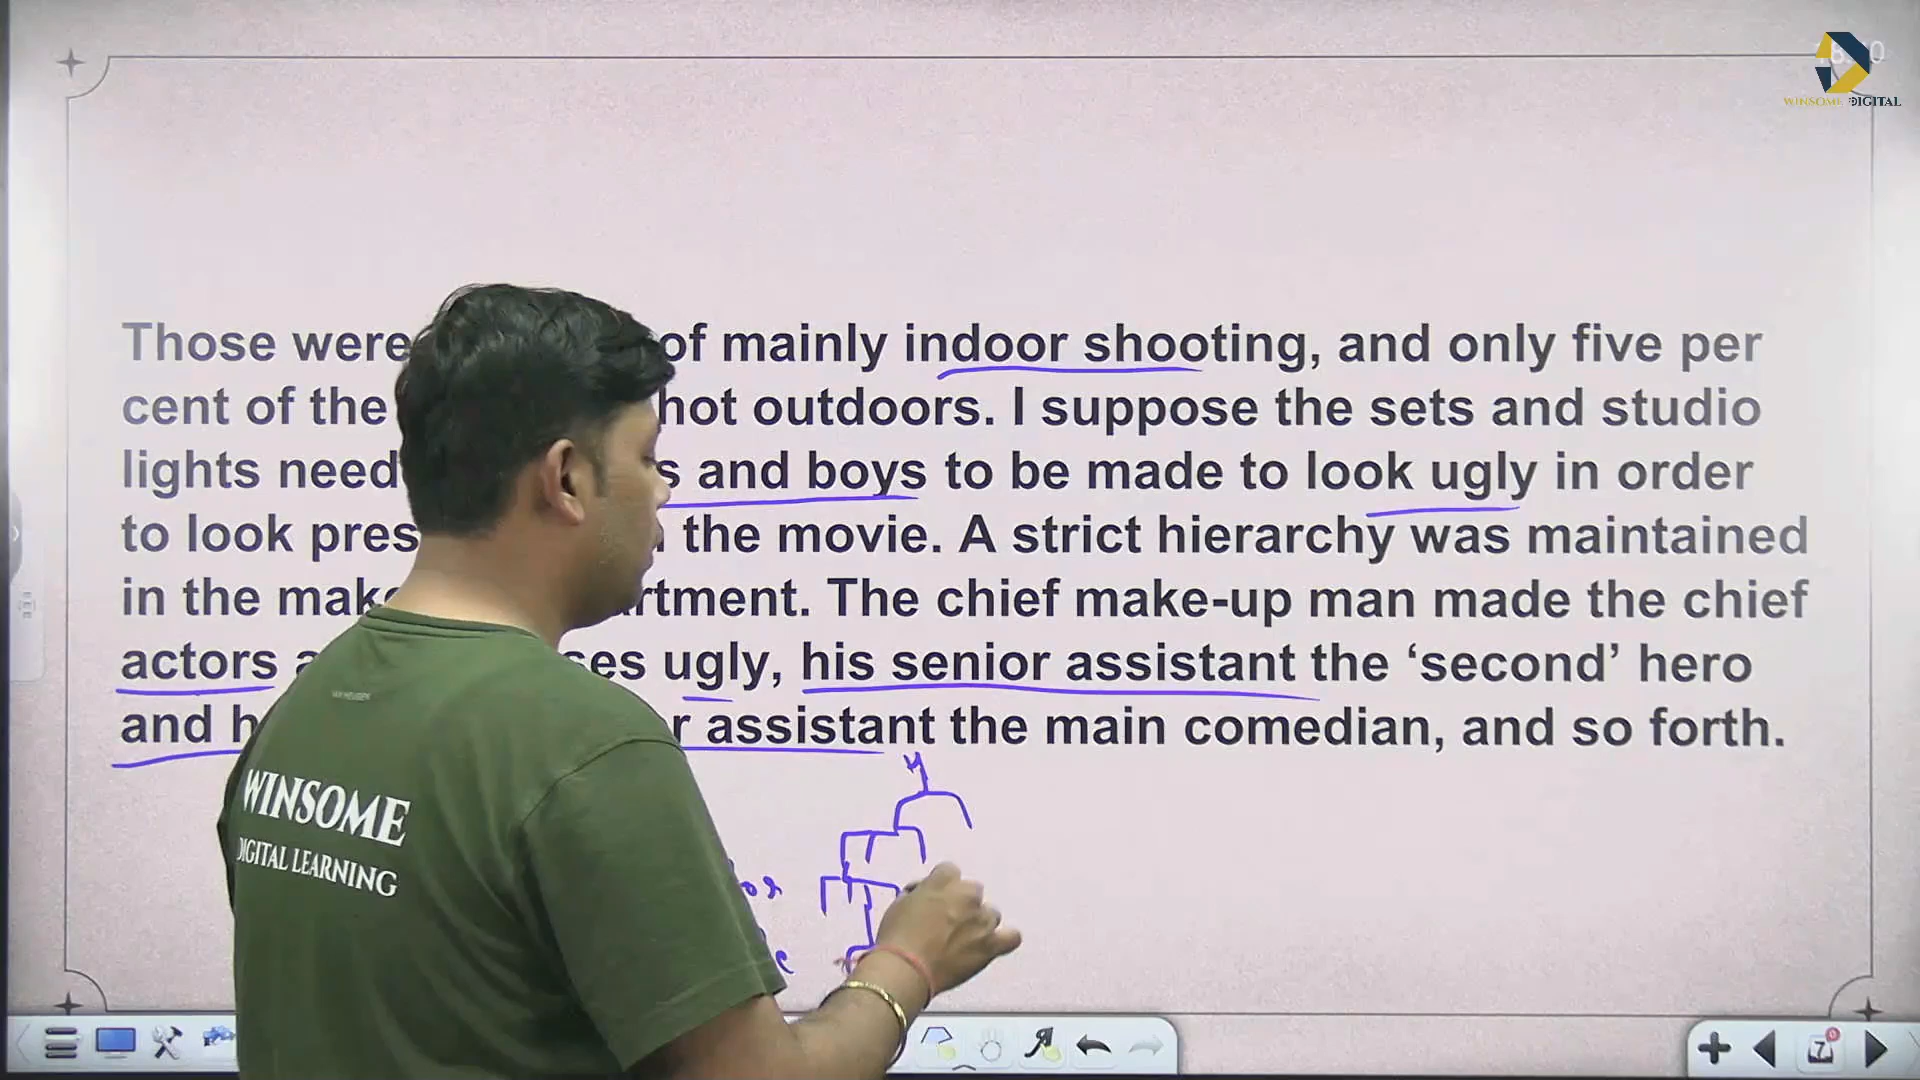 WINSOME DIGITAL
Those were of mainly indoor shooting, and only five per
cent of the hot outdoors. I suppose the sets and studio
lights need s and boys to be made to look ugly in order
to look pres the movie. A strict hierarchy was maintained
in the mak rtment. The chief make-up man made the chief
actors ses ugly, his senior assistant the ‘second’ hero
and h r assistant the main comedian, and so forth.
WINSOME
DIGITAL LEARNING
7